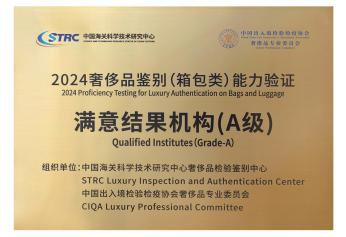 STRC 中国海关科学技术研究中心
中国出入境检验检疫协会
奢侈品专业委员会
2024奢侈品鉴别(箱包类)能力验证
2024 Proficiency Testing for Luxury Authentication on Bags and Luggage
满意结果机构(A级)
Qualified Institutes(Grade-A)
组织单位:中国海关科学技术研究中心奢侈品检验鉴别中心
STRC Luxury Inspection and Authentication Center
中国出入境检验检疫协会奢侈品专业委员会
CIQA Luxury Professional Committee